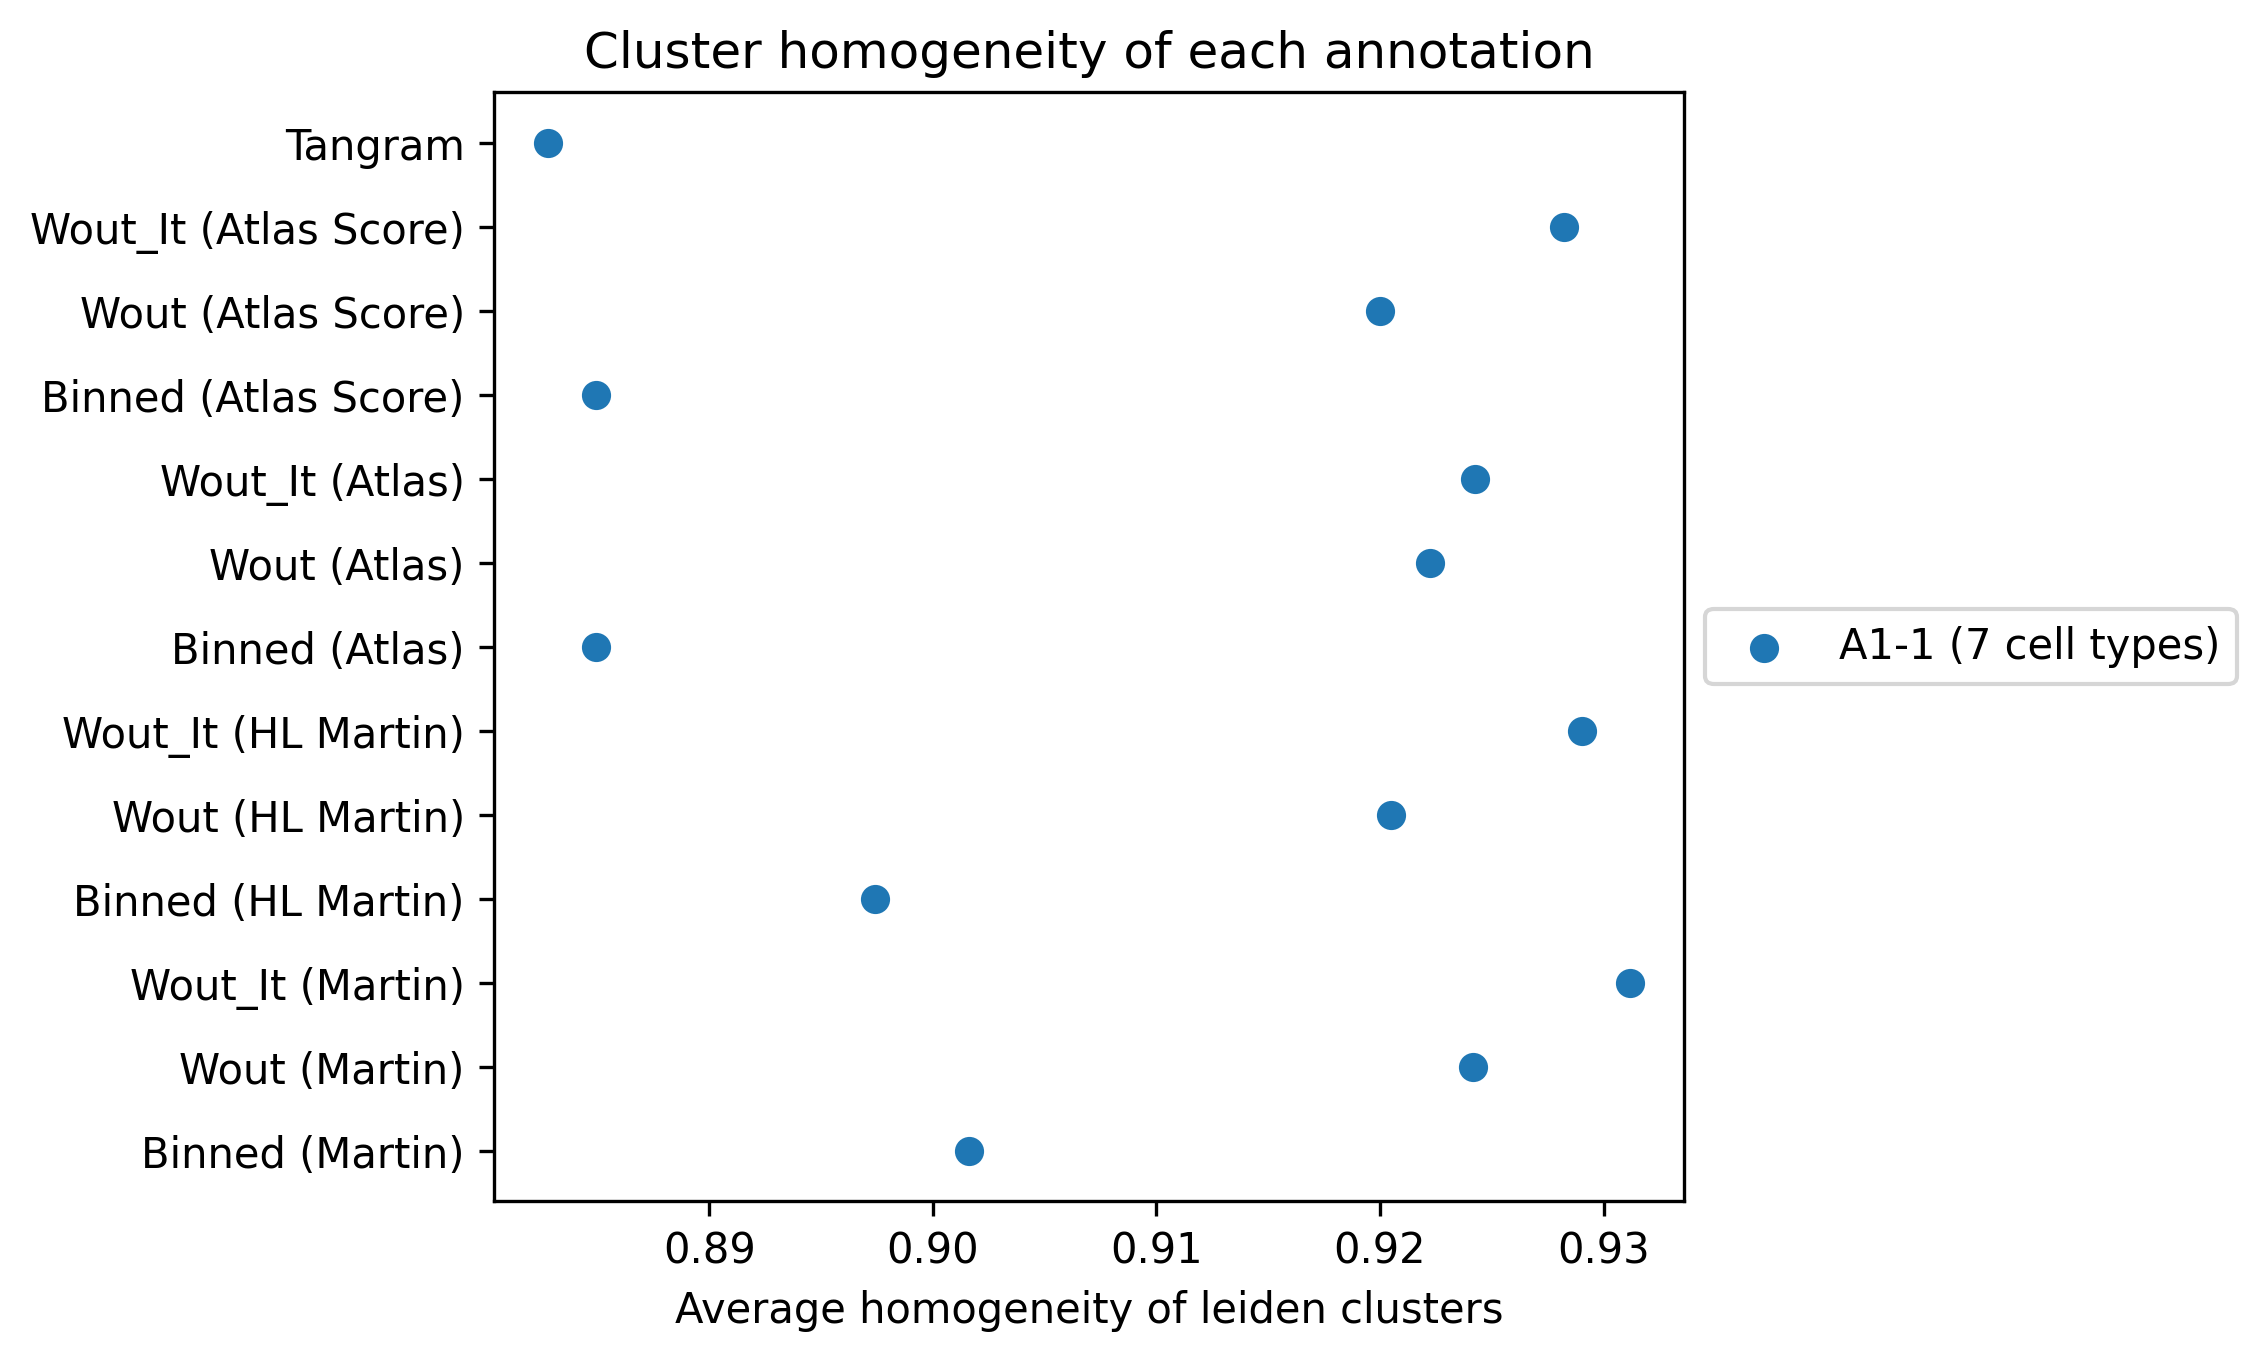 Cluster homogeneity of each annotation
Tangram
Wout_It (Atlas Score)
Wout (Atlas Score)
Binned (Atlas Score)
Wout_It (Atlas)
Wout (Atlas)
Binned (Atlas)
Wout_It (HL Martin)
Wout (HL Martin)
Binned (HL Martin)
Wout_It (Martin)
Wout (Martin)
Binned (Martin)
A1-1 (7 cell types)
0.89 0.90 0.91 0.92 0.93
Average homogeneity of leiden clusters